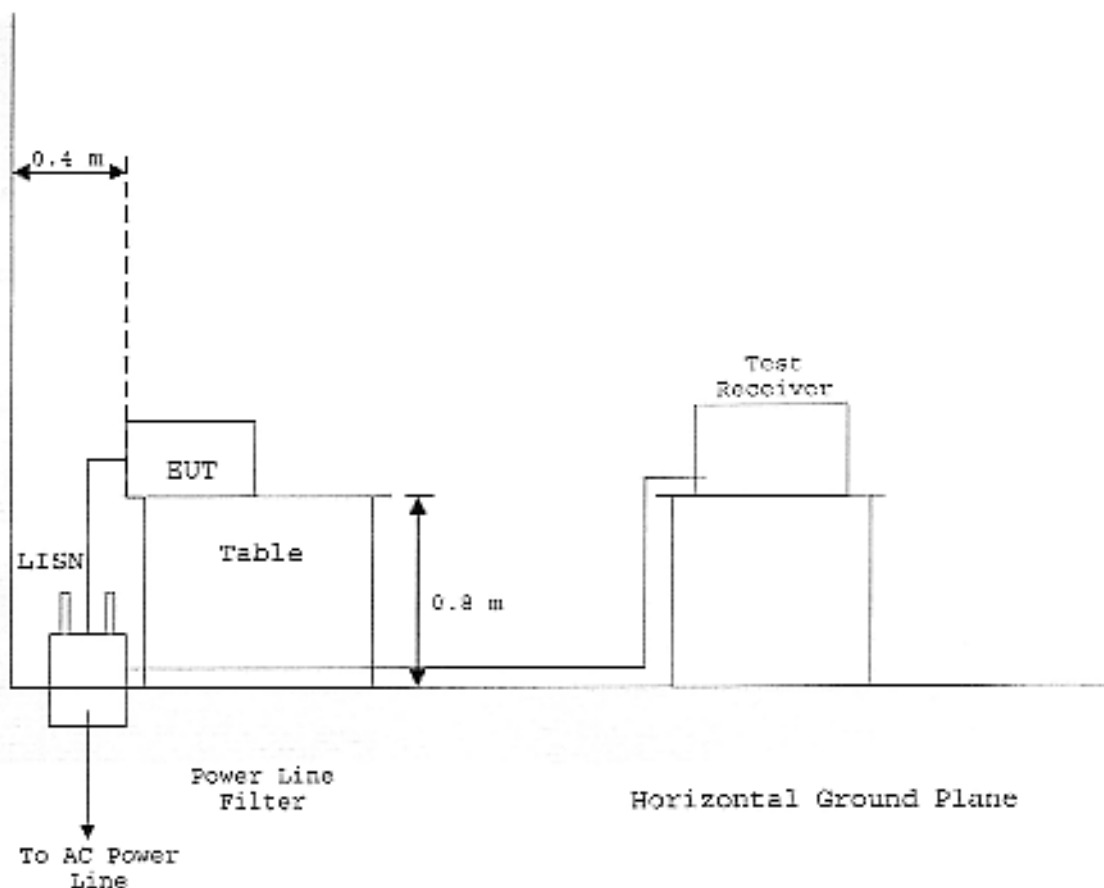 0.4 m
Test
Receiver
EUT
Table
LISN
0.8 m
Power Line
Filter
Horizontal Ground Plane
To AC Power
Line